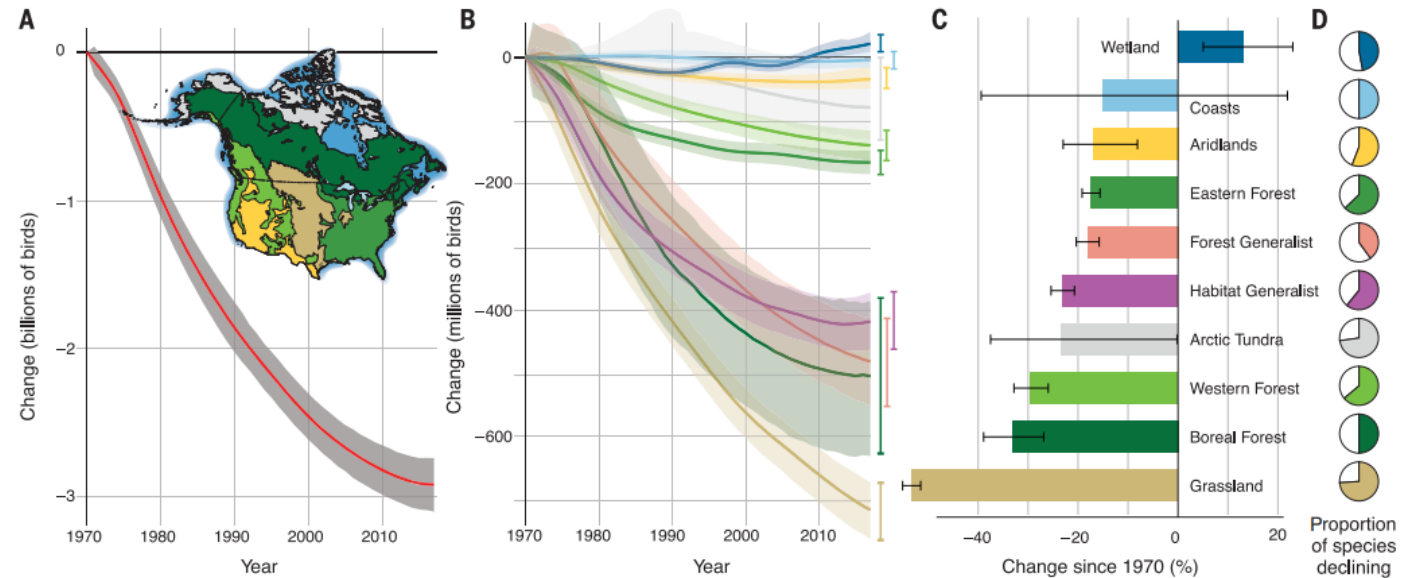 A
B
C
D
Change (billions of birds)
0
−1
−2
−3
1970
1980
1990
2000
2010
Year
Change (millions of birds)
0
−200
−400
−600
1970
1980
1990
2000
2010
Year
Wetland
Coasts
Aridlands
Eastern Forest
Forest Generalist
Habitat Generalist
Arctic Tundra
Western Forest
Boreal Forest
Grassland
−40
−20
0
20
Change since 1970 (%)
Proportion
of species
declining